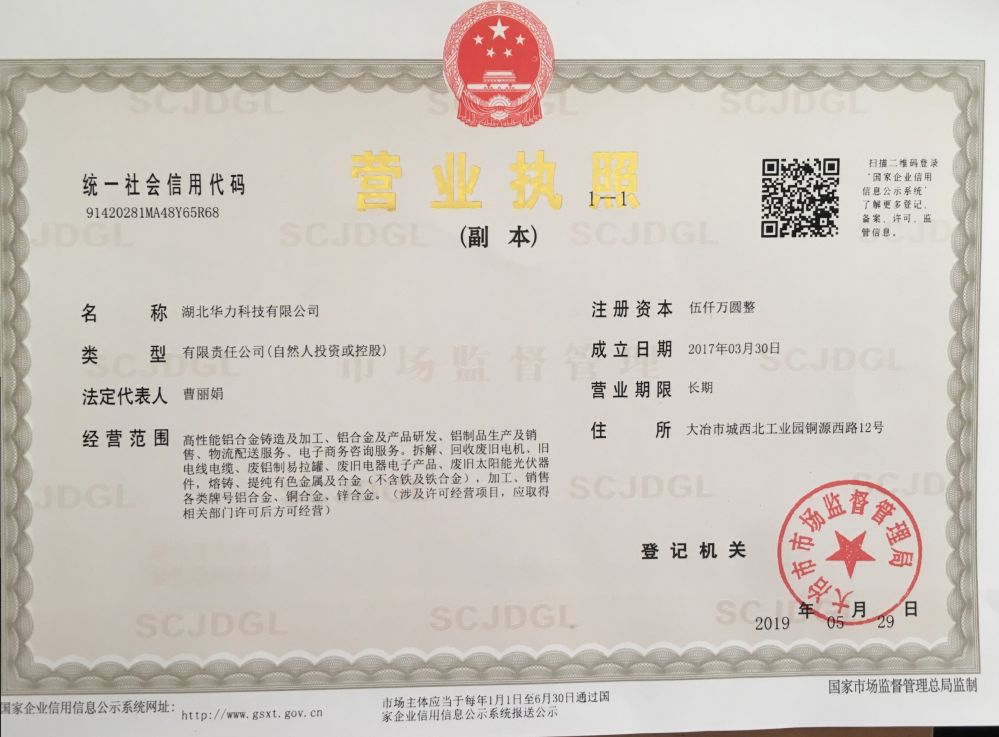 统一社会信用代码
91420281MA48Y65R68
营业执照
1—1
(副 本)
扫描二维码登录
"国家企业信用
信息公示系统"
了解更多登记、
备案、许可、监
管信息。
名 称 湖北华力科技有限公司
类 型 有限责任公司(自然人投资或控股)
法定代表人 曹丽娟
经营范围 高性能铝合金铸造及加工、铝合金及产品研发、铝制品生产及销
售、物流配送服务、电子商务咨询服务。拆解、回收废旧电机、旧
电线电缆、废铝制易拉罐、废旧电器电子产品、废旧太阳能光伏器
件，熔铸、提纯有色金属及合金（不含铁及铁合金），加工、销售
各类牌号铝合金、铜合金、锌合金。（涉及许可经营项目，应取得
相关部门许可后方可经营）
注册资本 伍仟万圆整
成立日期 2017年03月30日
营业期限 长期
住 所 大冶市城西北工业园铜源西路12号
登记机关
大冶市市场监督管理局
2019 年 05 月 29 日
国家企业信用信息公示系统网址： http://www.gsxt.gov.cn
市场主体应当于每年1月1日至6月30日通过国
家企业信用信息公示系统报送公示
国家市场监督管理总局监制
SCJDGL
SCJDGL
SCJDGL
JDGL
SCJDGL
SCJDGL
市场监督管理
SCJDGL
JDGL
SCJDGL
SCJDGL
SCJDGL
SCJDGL